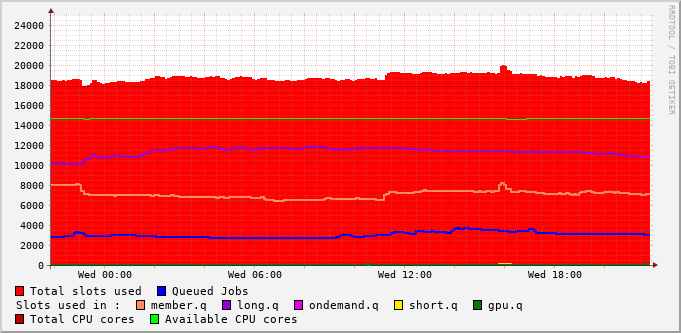 RRDTOOL / TOBI OETIKER
24000
22000
20000
18000
16000
14000
12000
10000
8000
6000
4000
2000
0
Wed 00:00 Wed 06:00 Wed 12:00 Wed 18:00
Total slots used Queued Jobs
Slots used in : member.q long.q ondemand.q short.q gpu.q
Total CPU cores Available CPU cores